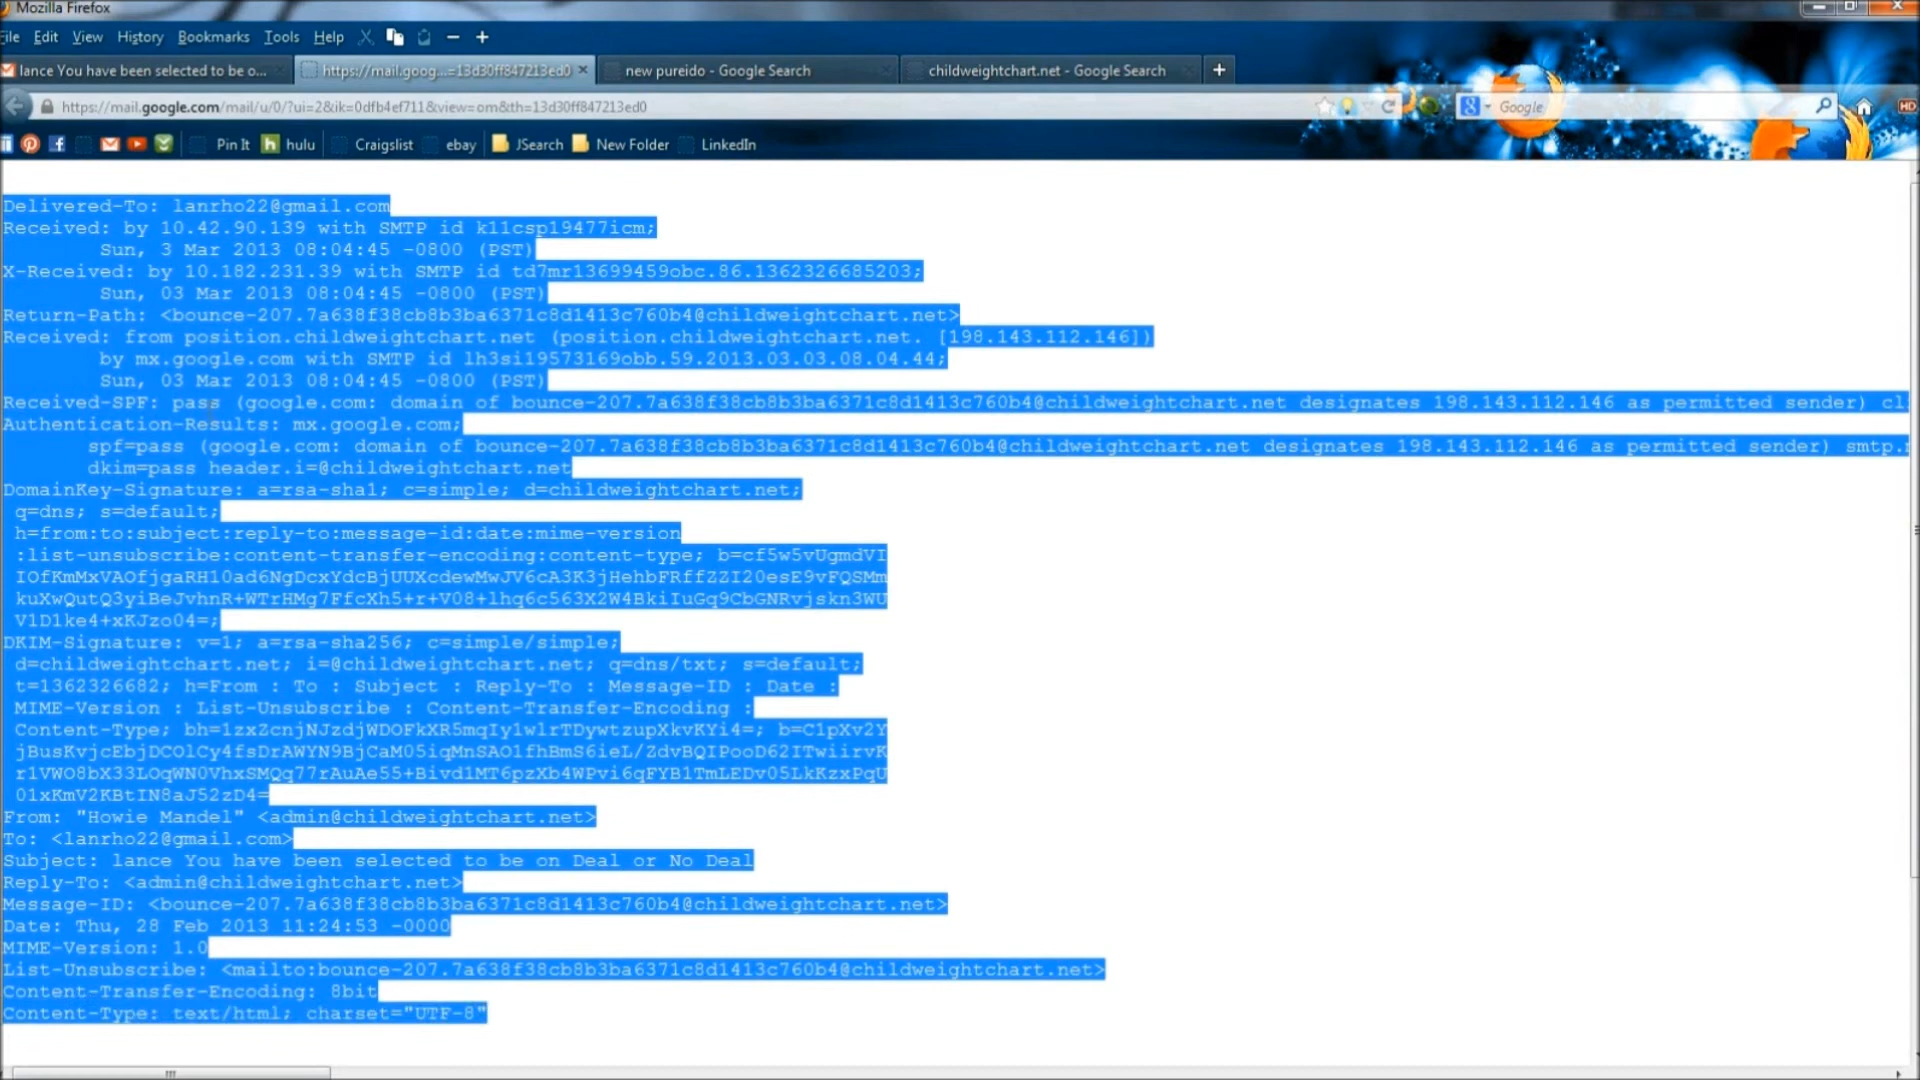 Mozilla Firefox
File Edit View History Bookmarks Tools Help
lance You have been selected to be o...
https://mail.goog...=13d30ff847213ed0
new pureido - Google Search
childweightchart.net - Google Search
https://mail.google.com/mail/u/0/?ui=2&ik=0dfb4ef711&view=om&th=13d30ff847213ed0
Google
Pin It hulu Craigslist ebay JSearch New Folder LinkedIn
Delivered-To: lanrho22@gmail.com
Received: by 10.42.90.139 with SMTP id k11csp19477icm;
Sun, 3 Mar 2013 08:04:45 -0800 (PST)
X-Received: by 10.182.231.39 with SMTP id td7mr13699459obc.86.1362326685203;
Sun, 03 Mar 2013 08:04:45 -0800 (PST)
Return-Path: <bounce-207.7a638f38cb8b3ba6371c8d1413c760b4@childweightchart.net>
Received: from position.childweightchart.net (position.childweightchart.net. [198.143.112.146])
by mx.google.com with SMTP id lh3si19573169obb.59.2013.03.03.08.04.44;
Sun, 03 Mar 2013 08:04:45 -0800 (PST)
Received-SPF: pass (google.com: domain of bounce-207.7a638f38cb8b3ba6371c8d1413c760b4@childweightchart.net designates 198.143.112.146 as permitted sender)
Authentication-Results: mx.google.com;
spf=pass (google.com: domain of bounce-207.7a638f38cb8b3ba6371c8d1413c760b4@childweightchart.net designates 198.143.112.146 as permitted sender)
dkim=pass header.i=@childweightchart.net
DomainKey-Signature: a=rsa-sha1; c=simple; d=childweightchart.net;
q=dns; s=default;
h=from:to:subject:reply-to:message-id:date:mime-version
:list-unsubscribe:content-transfer-encoding:content-type; b=cf5w5vUgmdVI
IOfKmMxVAOfjgaRH10ad6NgDcxYdcBjUUXcdewMwJV6cA3K3jHehbFRffZZI20esE9vFQSMm
kuXwQutQ3yiBeJvhnR+WTrHMg7FfcXh5+r+V08+lhq6c563X2W4BkiIuGq9CbGNRvjskn3WU
V1D1ke4+xKJzo04=;
DKIM-Signature: v=1; a=rsa-sha256; c=simple/simple;
d=childweightchart.net; i=@childweightchart.net; q=dns/txt; s=default;
t=1362326682; h=From : To : Subject : Reply-To : Message-ID : Date :
MIME-Version : List-Unsubscribe : Content-Transfer-Encoding :
Content-Type; bh=1zxZcnjNJzdjWDOFkXR5mqIy1wlrTDywtzupXkvKYi4=; b=C1pXv2Y
jBusKvjcEbjDCOlCy4fsDrAWYN9BjCaM05iqMnSAO1fhBmS6ieL/ZdvBQIPooD62ITwiirvK
r1VWO8bX33LOqWN0VhxSMQq77rAuAe55+Bivd1MT6pzXb4WPvi6qFYB1TmLEDv05LkKzxPqU
01xKmV2KBtIN8aJ52zD4=
From: "Howie Mandel" <admin@childweightchart.net>
To: <lanrho22@gmail.com>
Subject: lance You have been selected to be on Deal or No Deal
Reply-To: <admin@childweightchart.net>
Message-ID: <bounce-207.7a638f38cb8b3ba6371c8d1413c760b4@childweightchart.net>
Date: Thu, 28 Feb 2013 11:24:53 -0000
MIME-Version: 1.0
List-Unsubscribe: <mailto:bounce-207.7a638f38cb8b3ba6371c8d1413c760b4@childweightchart.net>
Content-Transfer-Encoding: 8bit
Content-Type: text/html; charset="UTF-8"